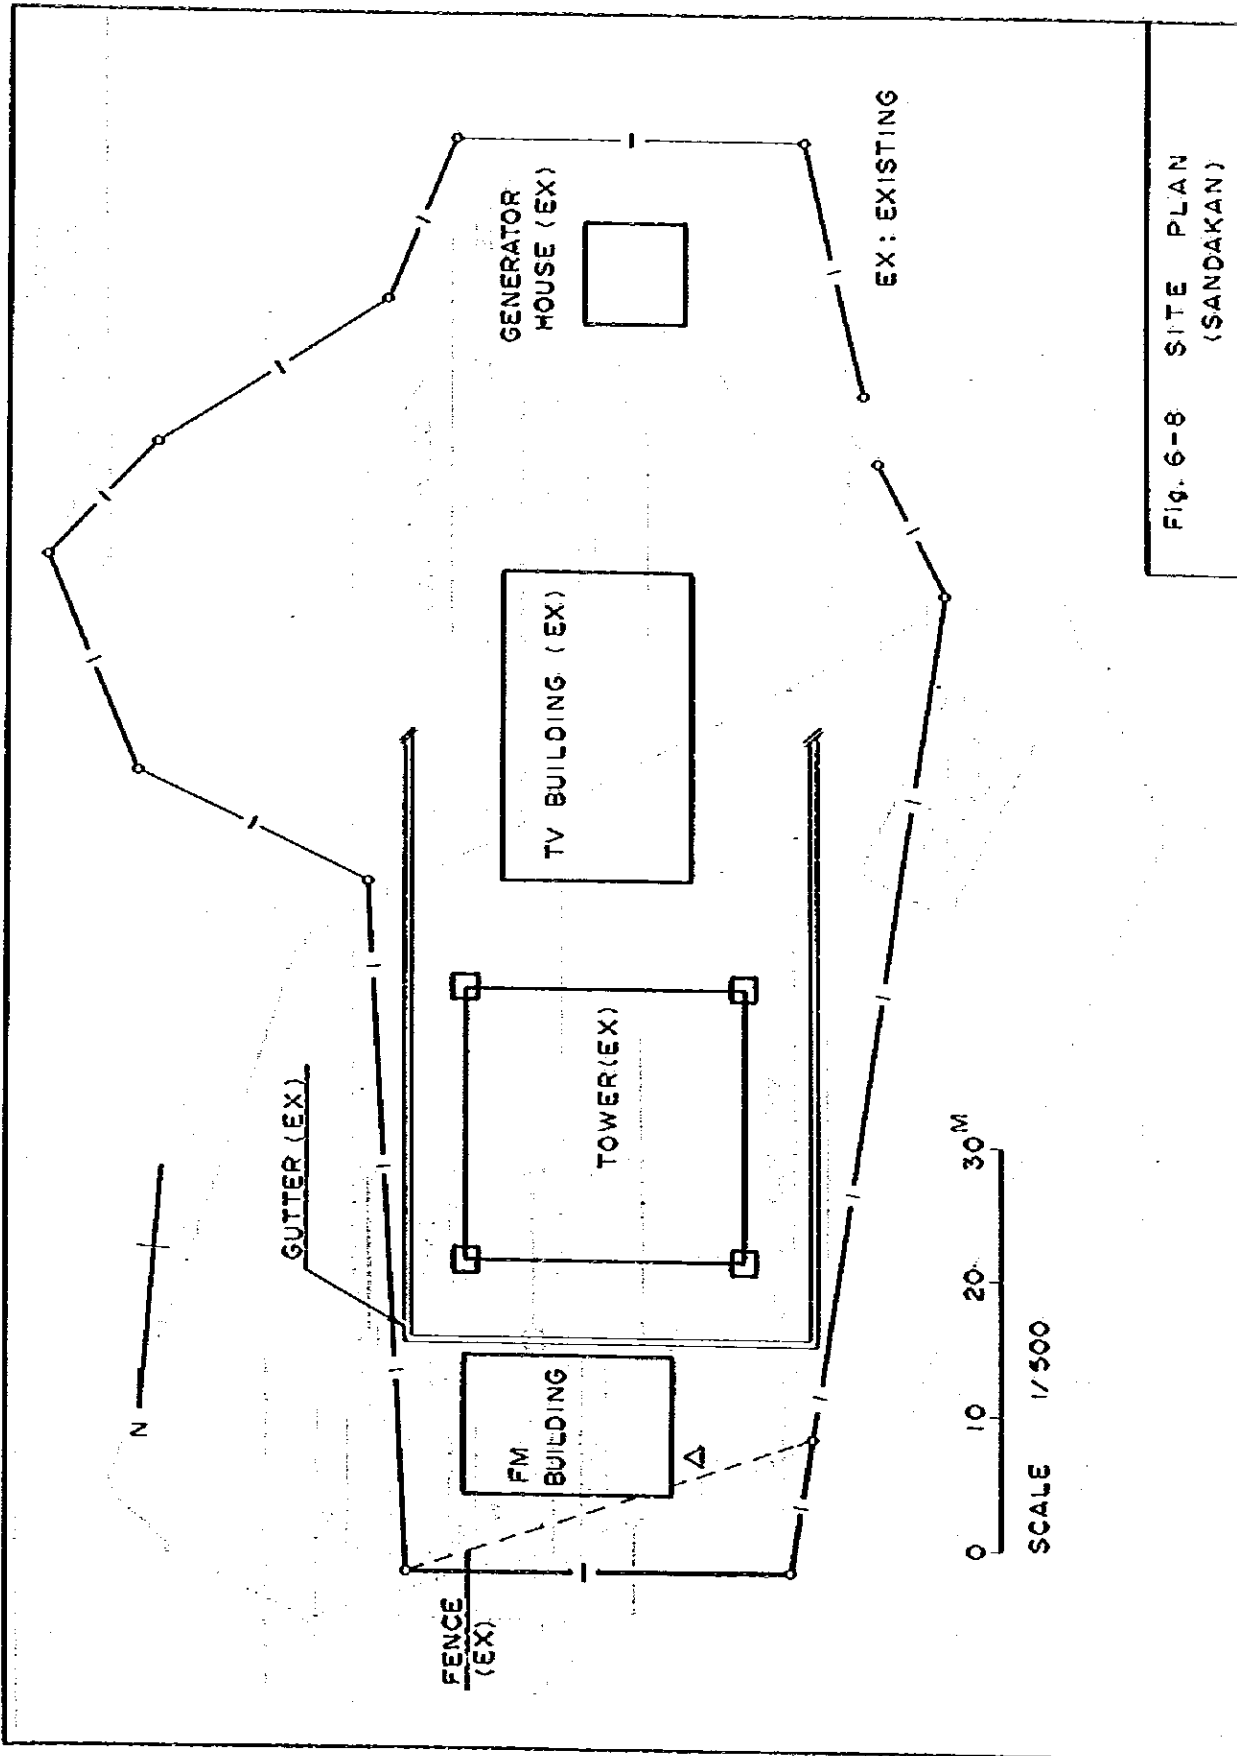 N
GUTTER (EX)
GENERATOR
HOUSE (EX)
TV BUILDING (EX)
TOWER (EX)
FM
BUILDING
FENCE
(EX)
EX: EXISTING
0 10 20 30M
SCALE 1/500
Fig. 6-8 SITE PLAN
(SANDAKAN)